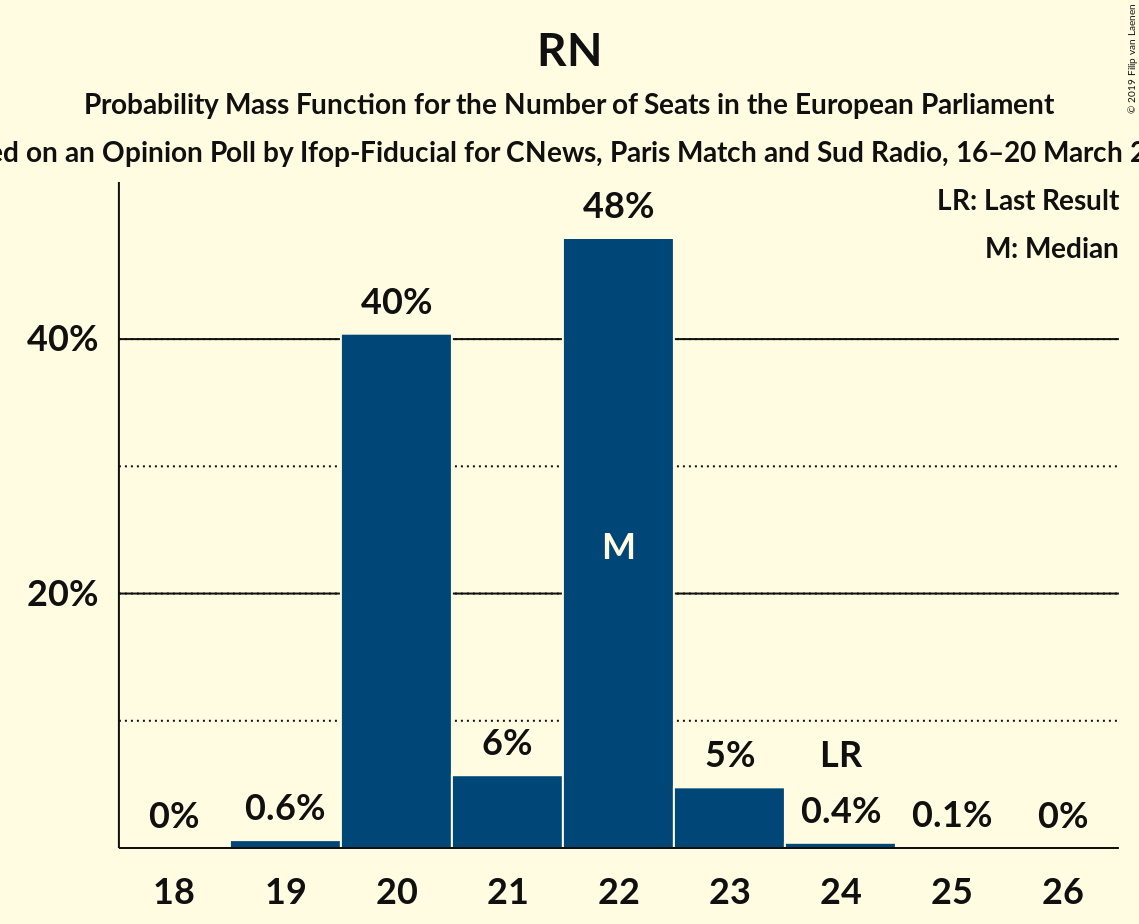 RN
Probability Mass Function for the Number of Seats in the European Parliament
on an Opinion Poll by Ifop-Fiducial for CNews, Paris Match and Sud Radio, 16–20 March
© 2019 Filip van Laenen
LR: Last Result
M: Median
48%
40%
40%
M
20%
6%
5%
LR
0%
0.6%
0.4%
0.1%
0%
18 19 20 21 22 23 24 25 26